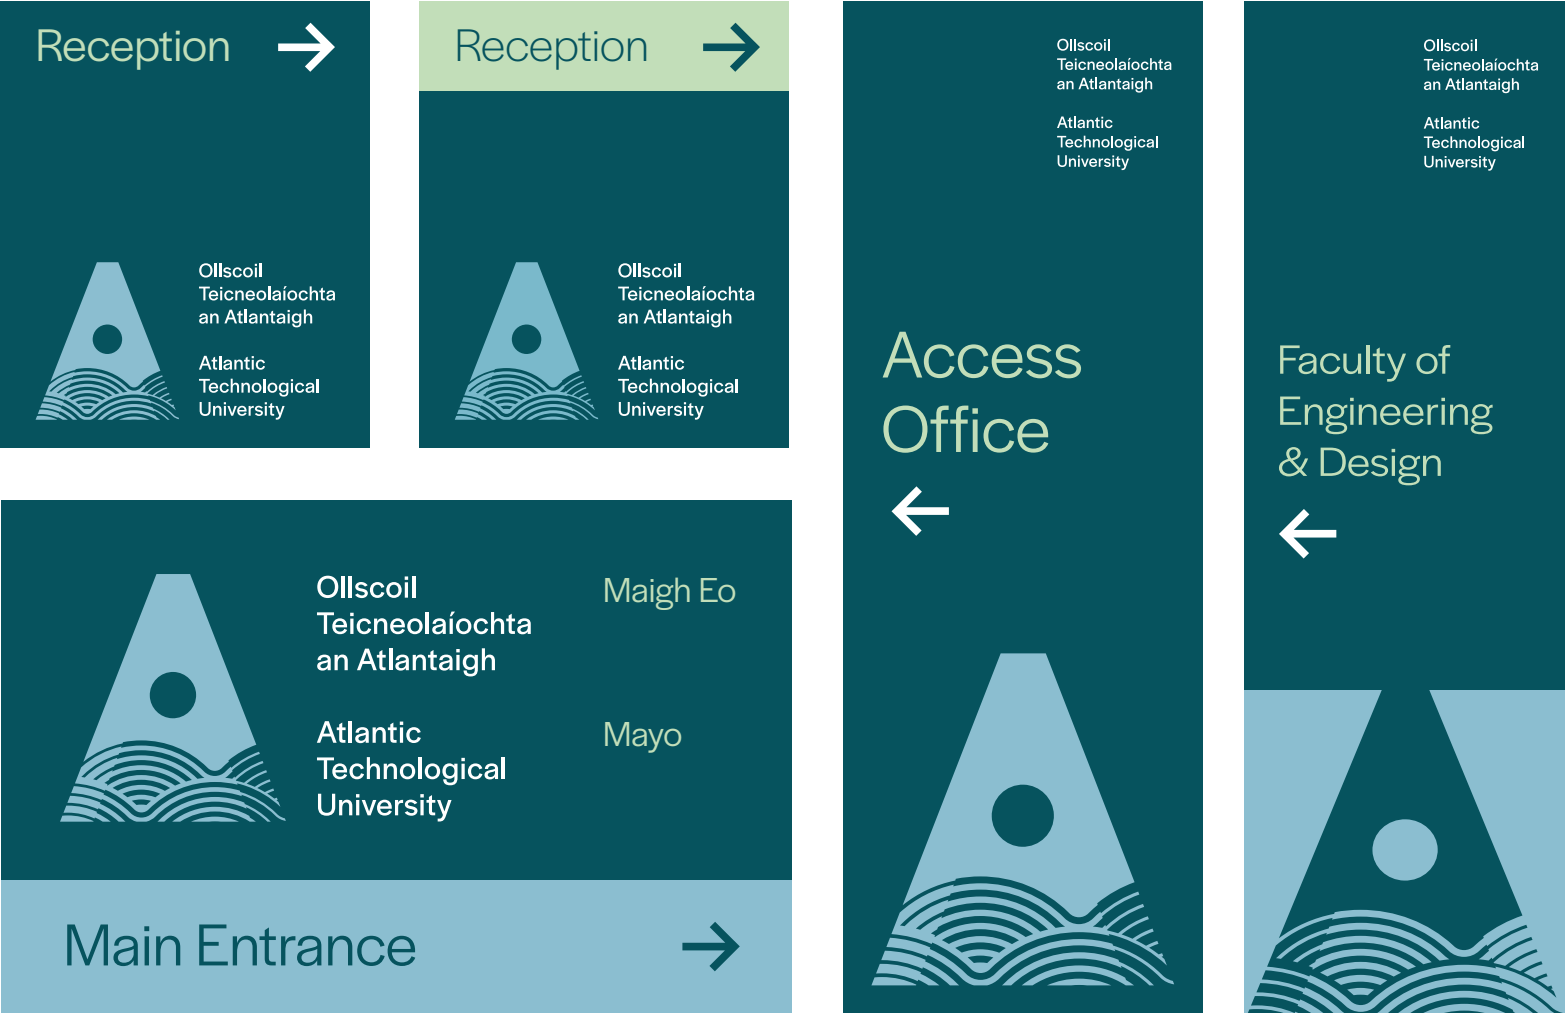 Reception
Ollscoil
Teicneolaíochta
an Atlantaigh
Atlantic
Technological
University
Reception
Ollscoil
Teicneolaíochta
an Atlantaigh
Atlantic
Technological
University
Ollscoil
Teicneolaíochta
an Atlantaigh
Atlantic
Technological
University
Maigh Eo
Mayo
Main Entrance
Ollscoil
Teicneolaíochta
an Atlantaigh
Atlantic
Technological
University
Access
Office
Ollscoil
Teicneolaíochta
an Atlantaigh
Atlantic
Technological
University
Faculty of
Engineering
& Design